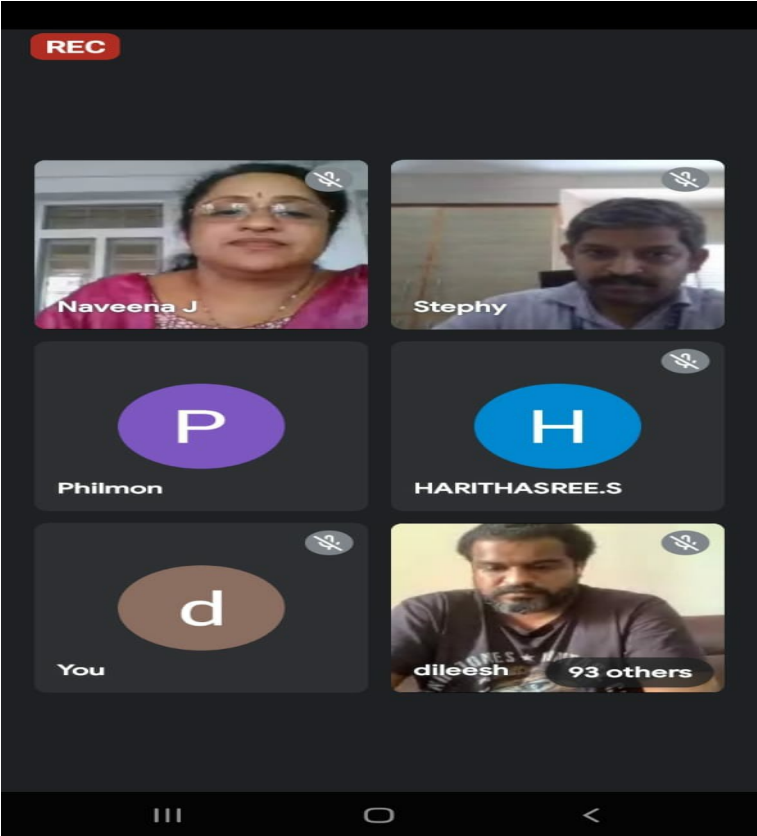 REC
Naveena J
Stephy
P
Philmon
H
HARITHASREE.S
d
You
dileesh
93 others